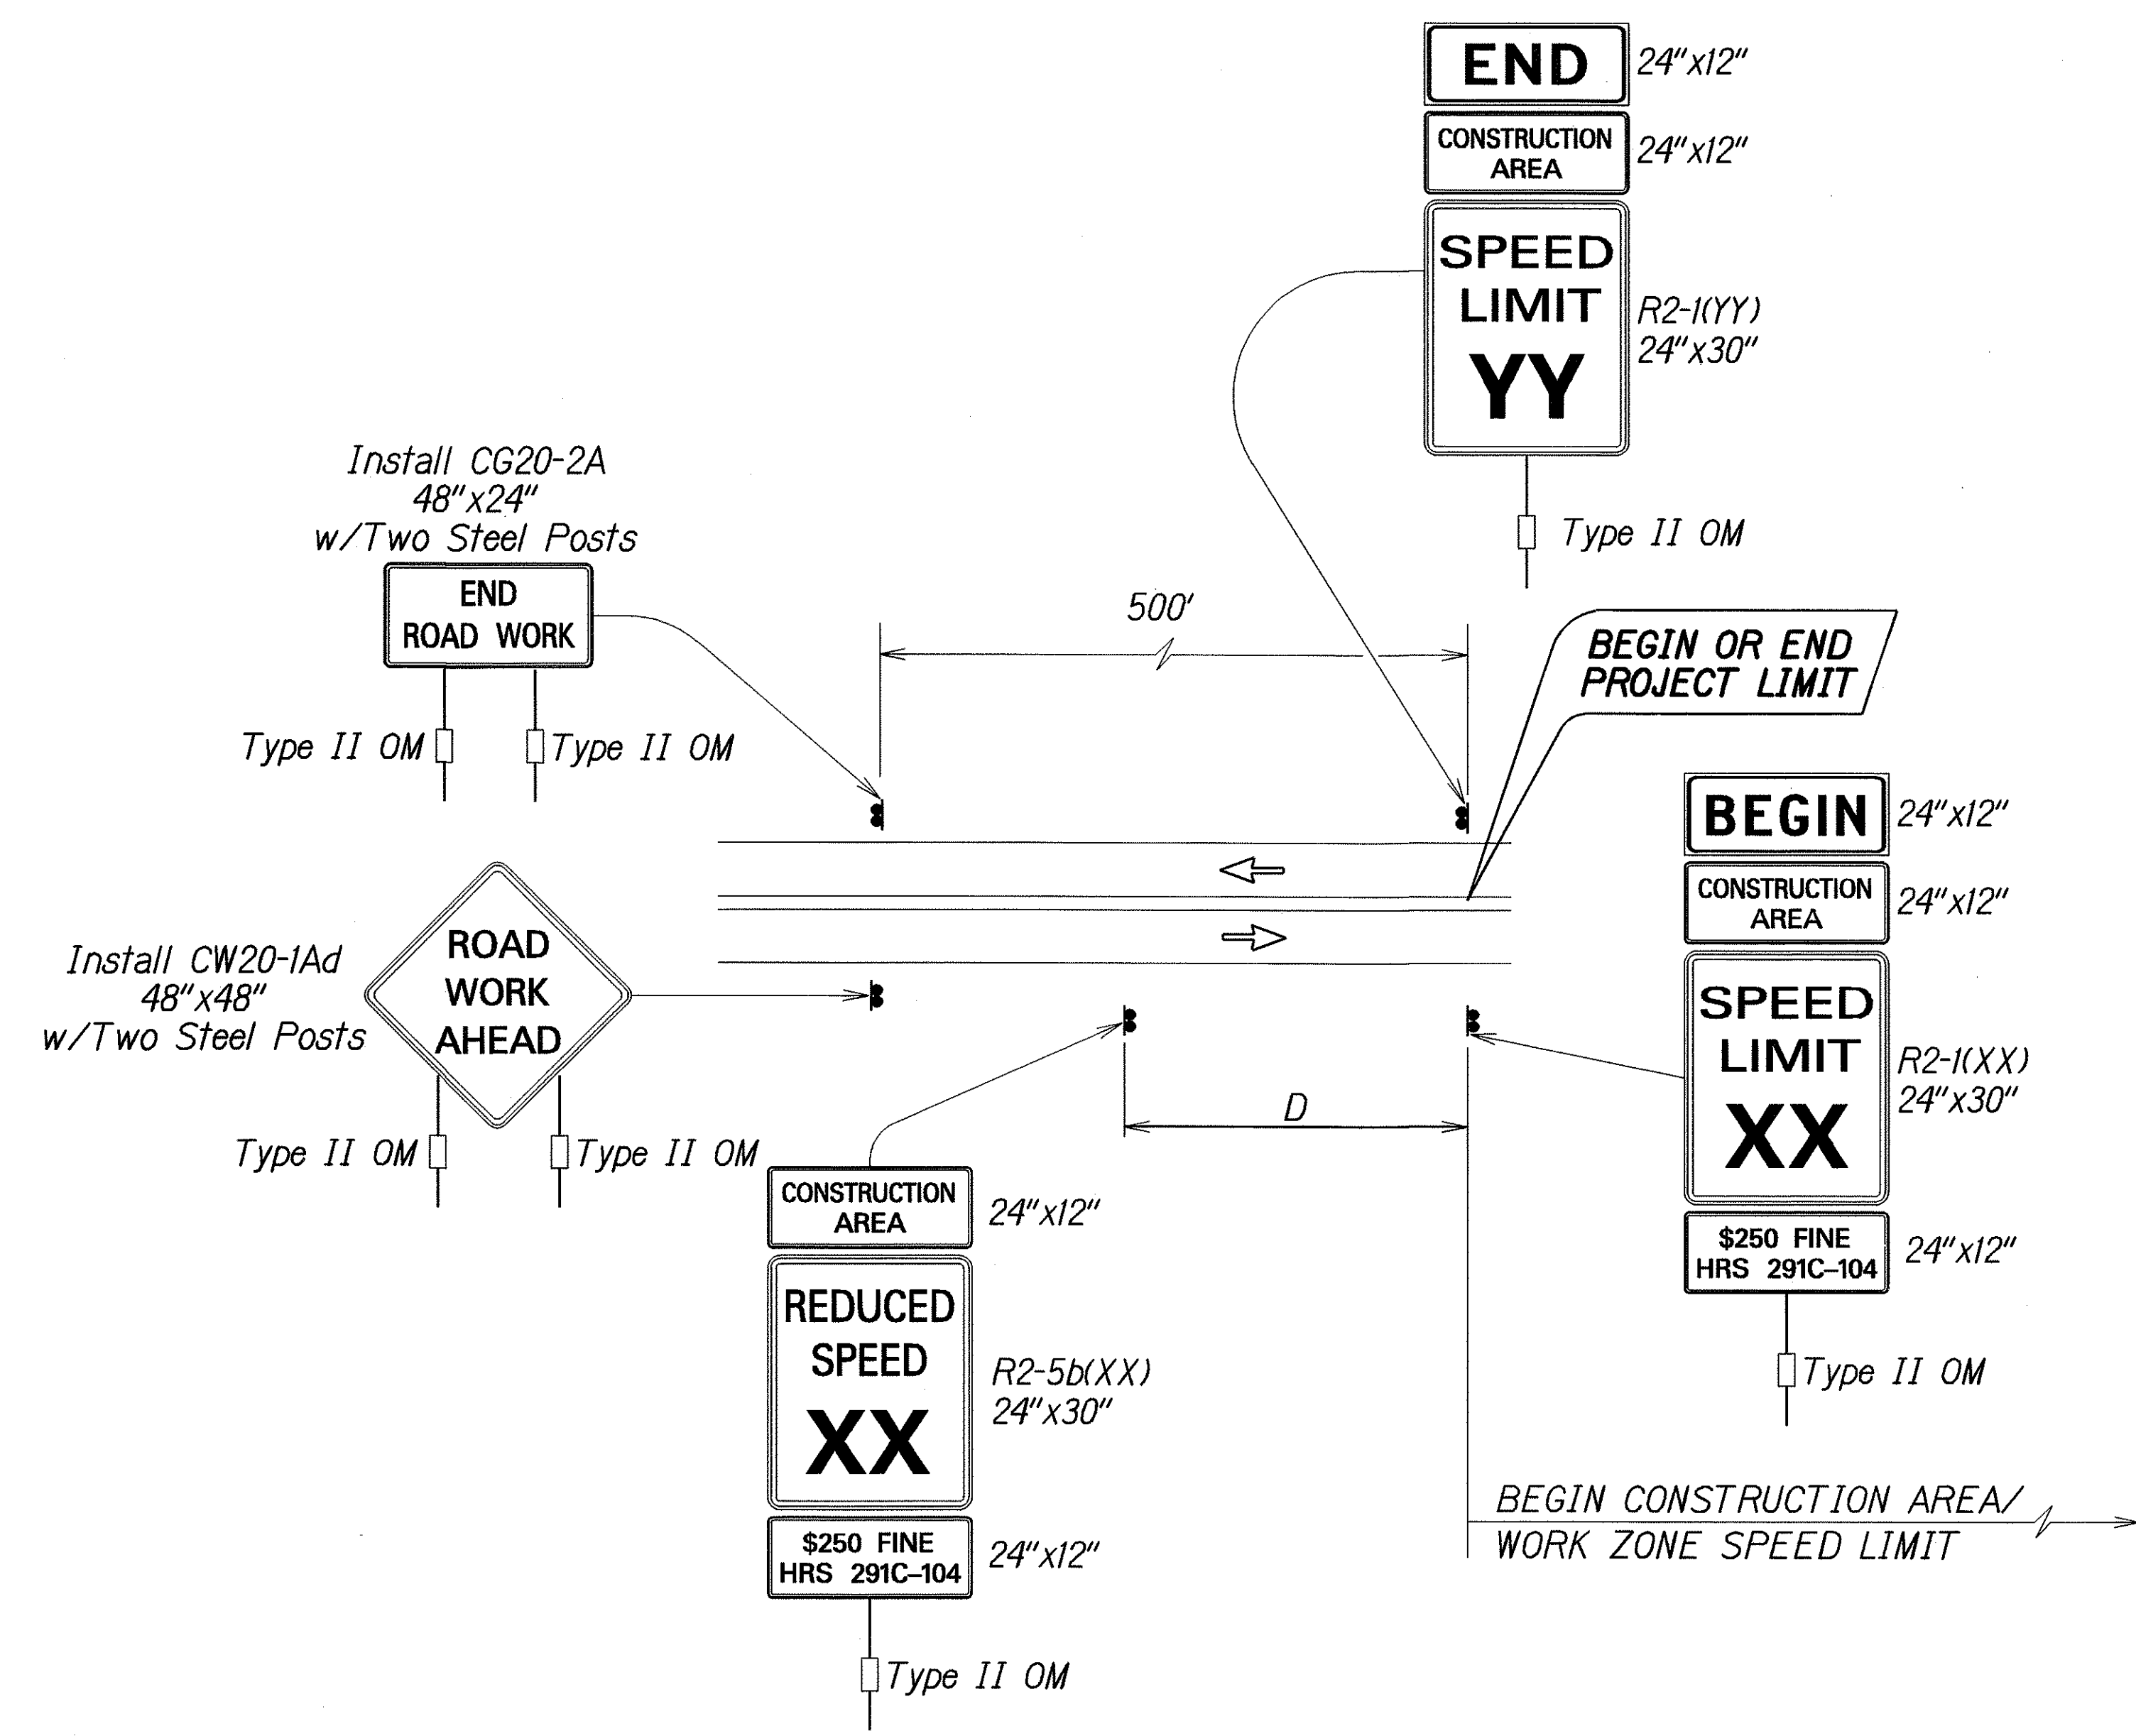 END
24"x12"
CONSTRUCTION
AREA
24"x12"
SPEED
LIMIT
YY
R2-1(YY)
24"x30"
Type II OM
Install CG20-2A
48"x24"
w/Two Steel Posts
END
ROAD WORK
Type II OM
Type II OM
500'
BEGIN OR END
PROJECT LIMIT
BEGIN
24"x12"
CONSTRUCTION
AREA
24"x12"
SPEED
LIMIT
XX
R2-1(XX)
24"x30"
$250 FINE
HRS 291C–104
24"x12"
Type II OM
Install CW20-1Ad
48"x48"
w/Two Steel Posts
ROAD
WORK
AHEAD
Type II OM
Type II OM
D
CONSTRUCTION
AREA
24"x12"
REDUCED
SPEED
XX
R2-5b(XX)
24"x30"
$250 FINE
HRS 291C–104
24"x12"
Type II OM
BEGIN CONSTRUCTION AREA/
WORK ZONE SPEED LIMIT